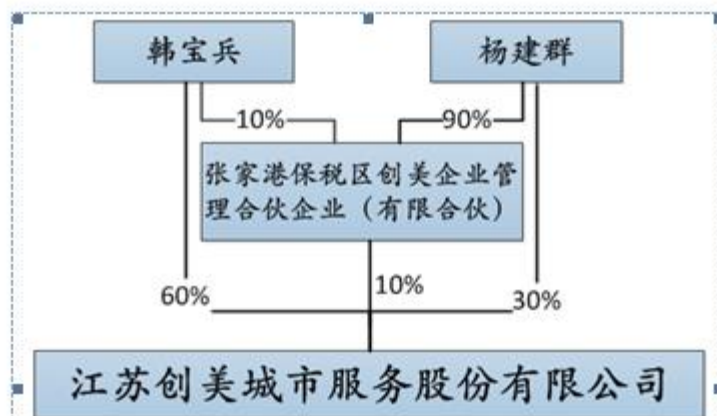 韩宝兵
杨建群
10%
90%
张家港保税区创美企业管
理合伙企业（有限合伙）
60%
10%
30%
江苏创美城市服务股份有限公司